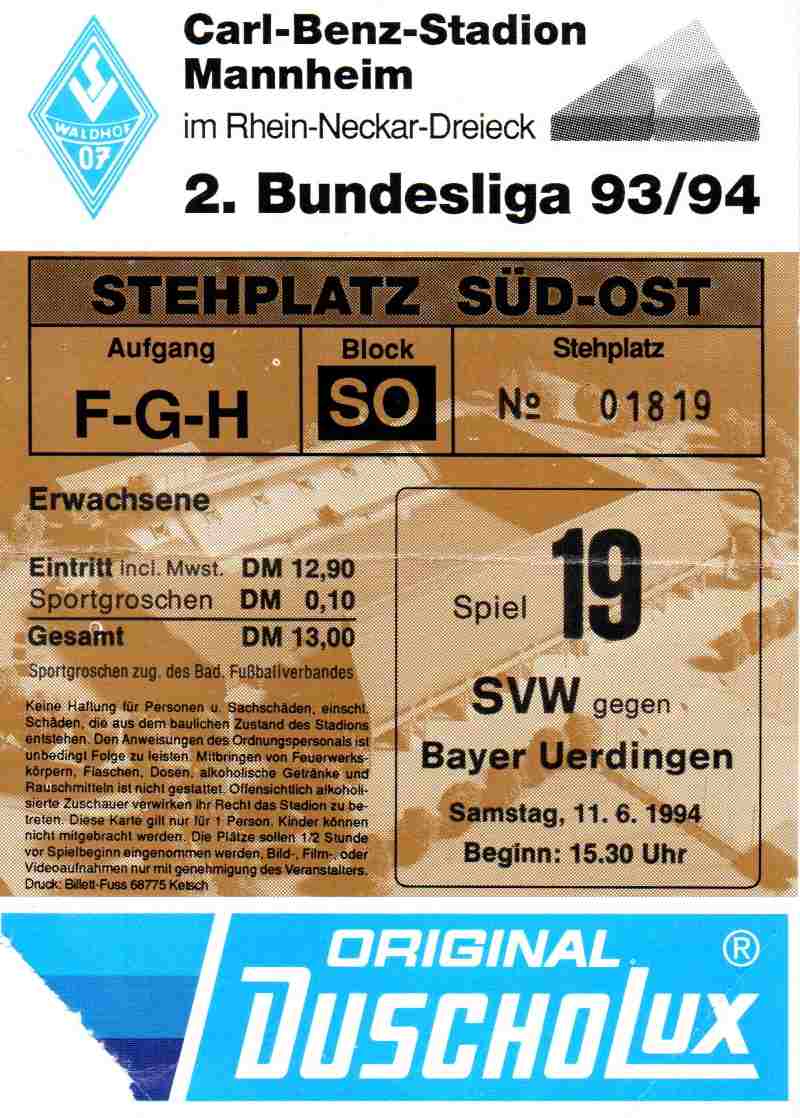 Carl-Benz-Stadion
Mannheim
im Rhein-Neckar-Dreieck
SV
WALDHOF
07
2. Bundesliga 93/94
STEHPLATZ SÜD-OST
Aufgang
F-G-H
Block
SO
Stehplatz
№ 01819
Erwachsene
Eintritt incl. Mwst. DM 12,90
Sportgroschen DM 0,10
Gesamt DM 13,00
Sportgroschen zug. des Bad. Fußballverbandes
Keine Haftung für Personen u. Sachschäden, einschl.
Schäden, die aus dem baulichen Zustand des Stadions
entstehen. Den Anweisungen des Ordnungspersonals ist
unbedingt Folge zu leisten. Mitbringen von Feuerwerks-
körpern, Flaschen, Dosen, alkoholische Getränke und
Rauschmitteln ist nicht gestattet. Offensichtlich alkoholi-
sierte Zuschauer verwirken ihr Recht das Stadion zu be-
treten. Diese Karte gilt nur für 1 Person. Kinder können
nicht mitgebracht werden. Die Plätze sollen 1/2 Stunde
vor Spielbeginn eingenommen werden, Bild-, Film-, oder
Videoaufnahmen nur mit genehmigung des Veranstalters.
Druck: Billett-Fuss 68775 Ketsch
Spiel 19
SVW gegen
Bayer Uerdingen
Samstag, 11. 6. 1994
Beginn: 15.30 Uhr
ORIGINAL ®
DUSCHOLUX